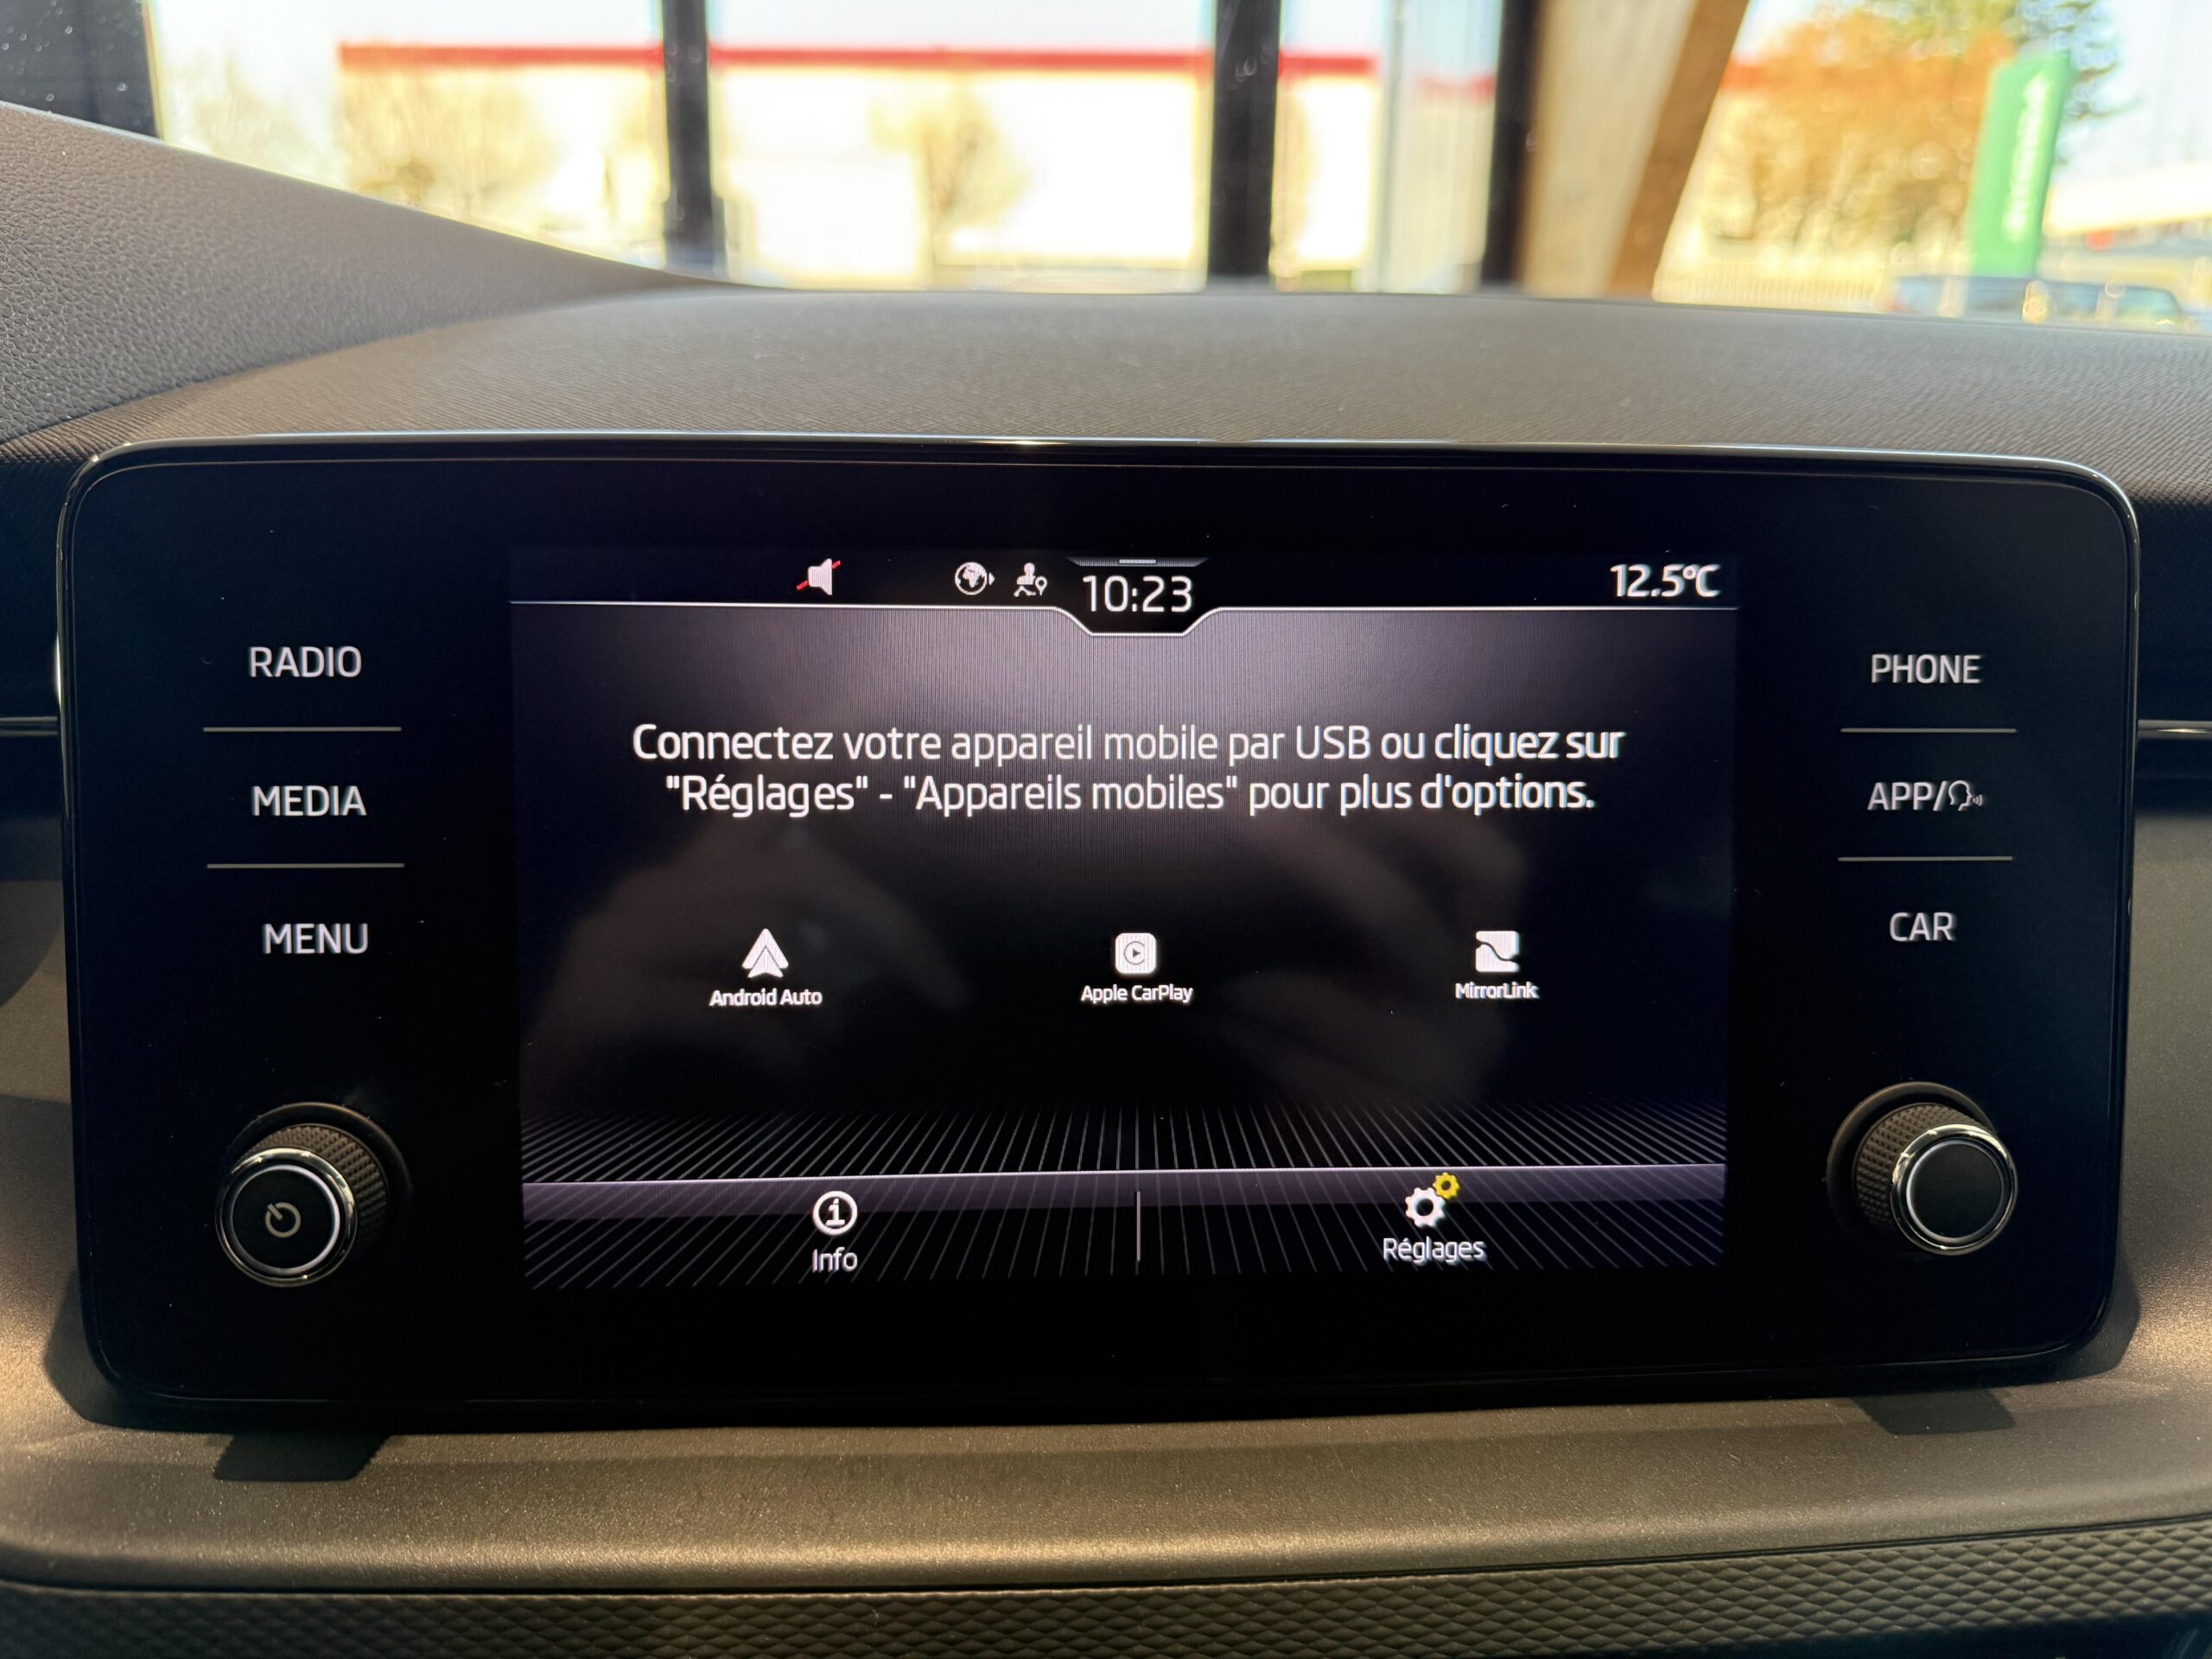 10:23
12.5°C
RADIO
MEDIA
MENU
Connectez votre appareil mobile par USB ou cliquez sur
"Réglages" - "Appareils mobiles" pour plus d'options.
Android Auto
Apple CarPlay
MirrorLink
Info
Réglages
PHONE
APP/
CAR